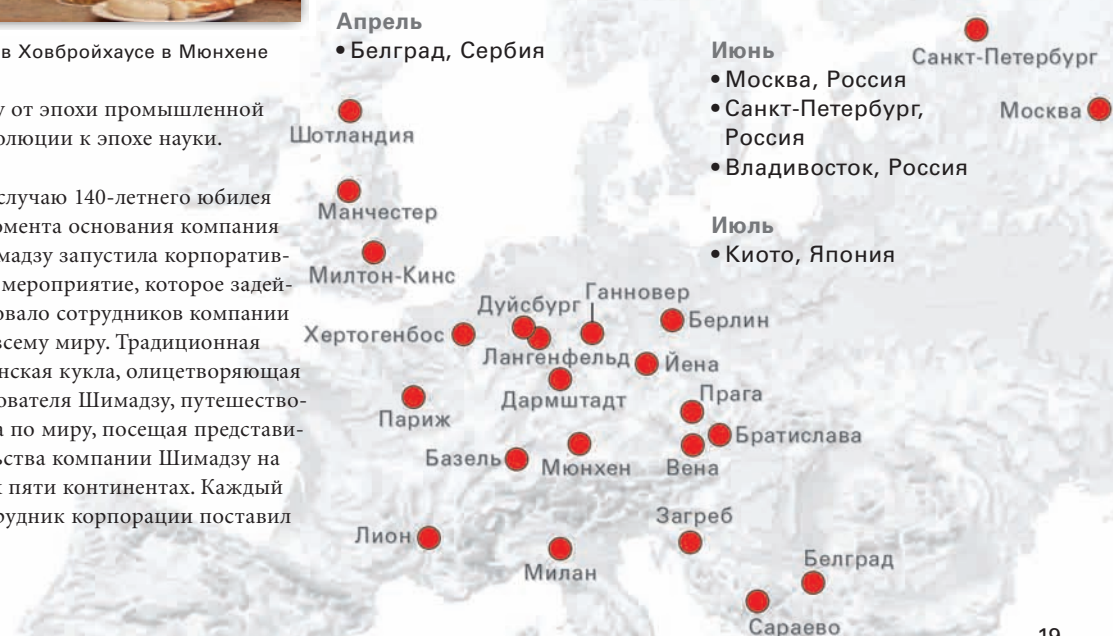 в Ховбройхаусе в Мюнхене
у от эпохи промышленной
олюции к эпохе науки.
случаю 140-летнего юбилея
омента основания компания
мадзу запустила корпоратив-
мероприятие, которое задей-
овало сотрудников компании
всему миру. Традиционная
нская кукла, олицетворяющая
ователя Шимадзу, путешество-
а по миру, посещая представи-
ьства компании Шимадзу на
х пяти континентах. Каждый
рудник корпорации поставил
Апрель
• Белград, Сербия
Июнь
• Москва, Россия
• Санкт-Петербург,
Россия
• Владивосток, Россия
Июль
• Киото, Япония
Санкт-Петербург
Москва
Шотландия
Манчестер
Милтон-Кинс
Ганновер
Дуйсбург
Берлин
Хертогенбос
Лангенфельд
Йена
Дармштадт
Прага
Париж
Братислава
Базель
Мюнхен
Вена
Загреб
Лион
Милан
Белград
Сараево
19